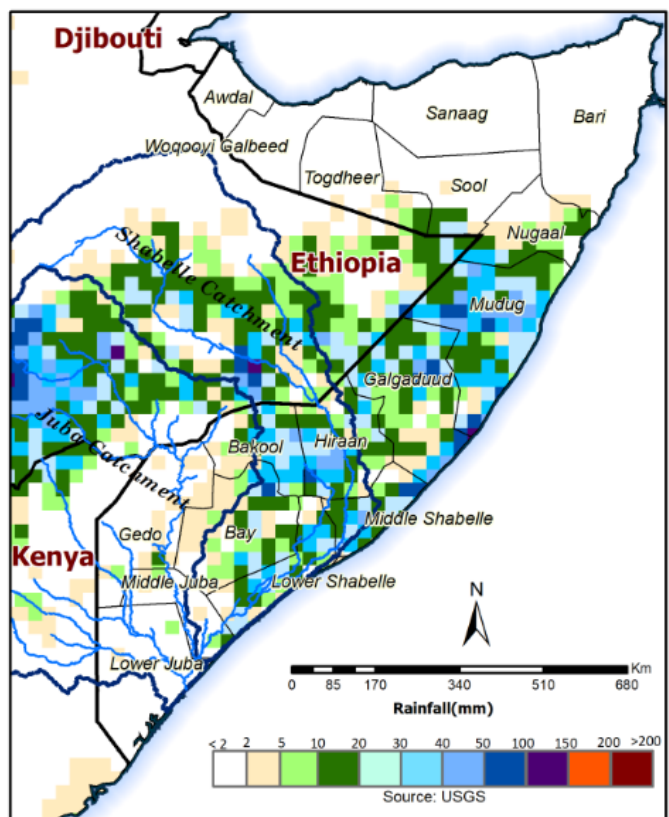 Djibouti
Awdal
Sanaag
Bari
Woqooyi Galbeed
Togdheer
Sool
Nugaal
Shabelle Catchment
Ethiopia
Mudug
Galgaduud
Juba Catchment
Bakool
Hiraan
Gedo
Bay
Middle Shabelle
Kenya
Middle Juba
Lower Shabelle
N
Lower Juba
Km
0 85 170 340 510 680
Rainfall(mm)
< 2 2 5 10 20 30 40 50 100 150 200 >200
Source: USGS